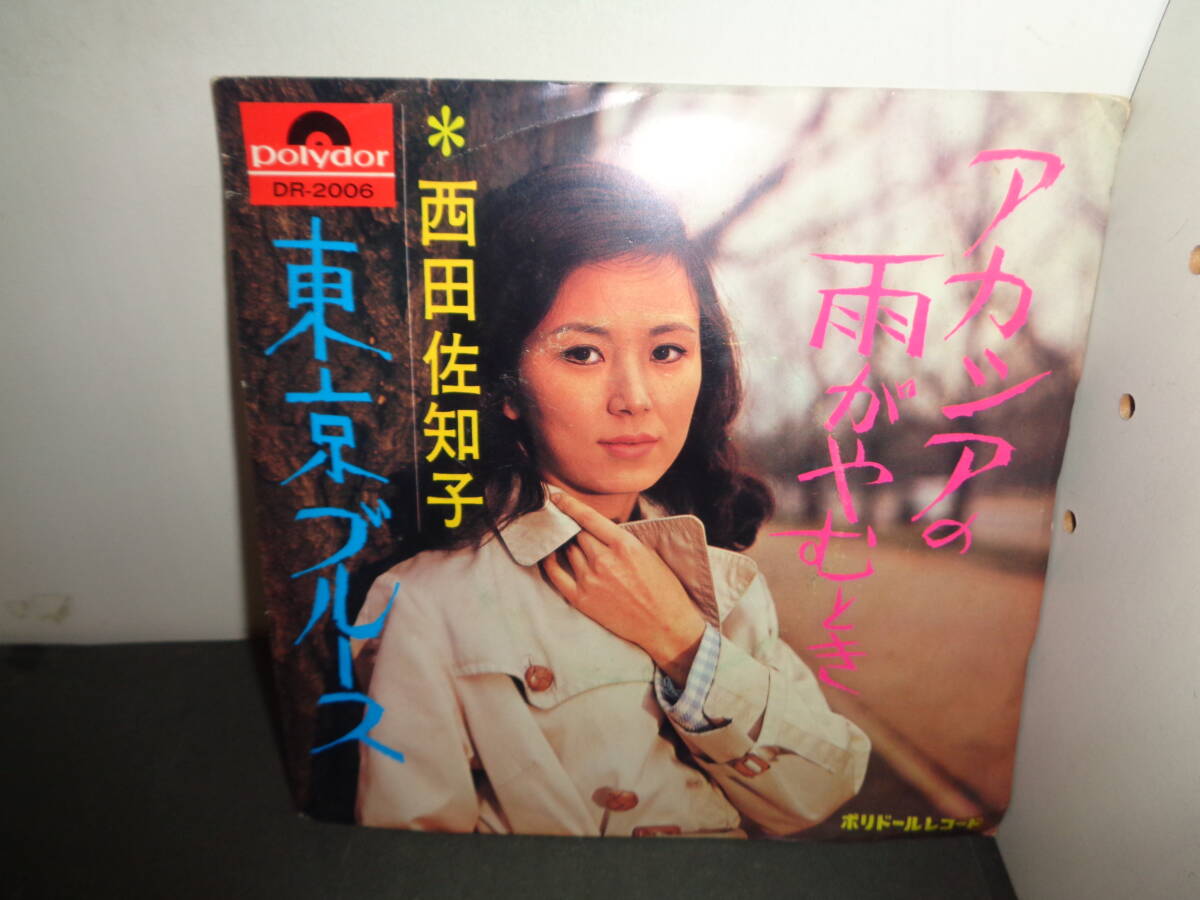 アカシアの
雨がやむとき
＊西田佐知子
polydor
DR-2006
東京ブルース
ポリドールレコード